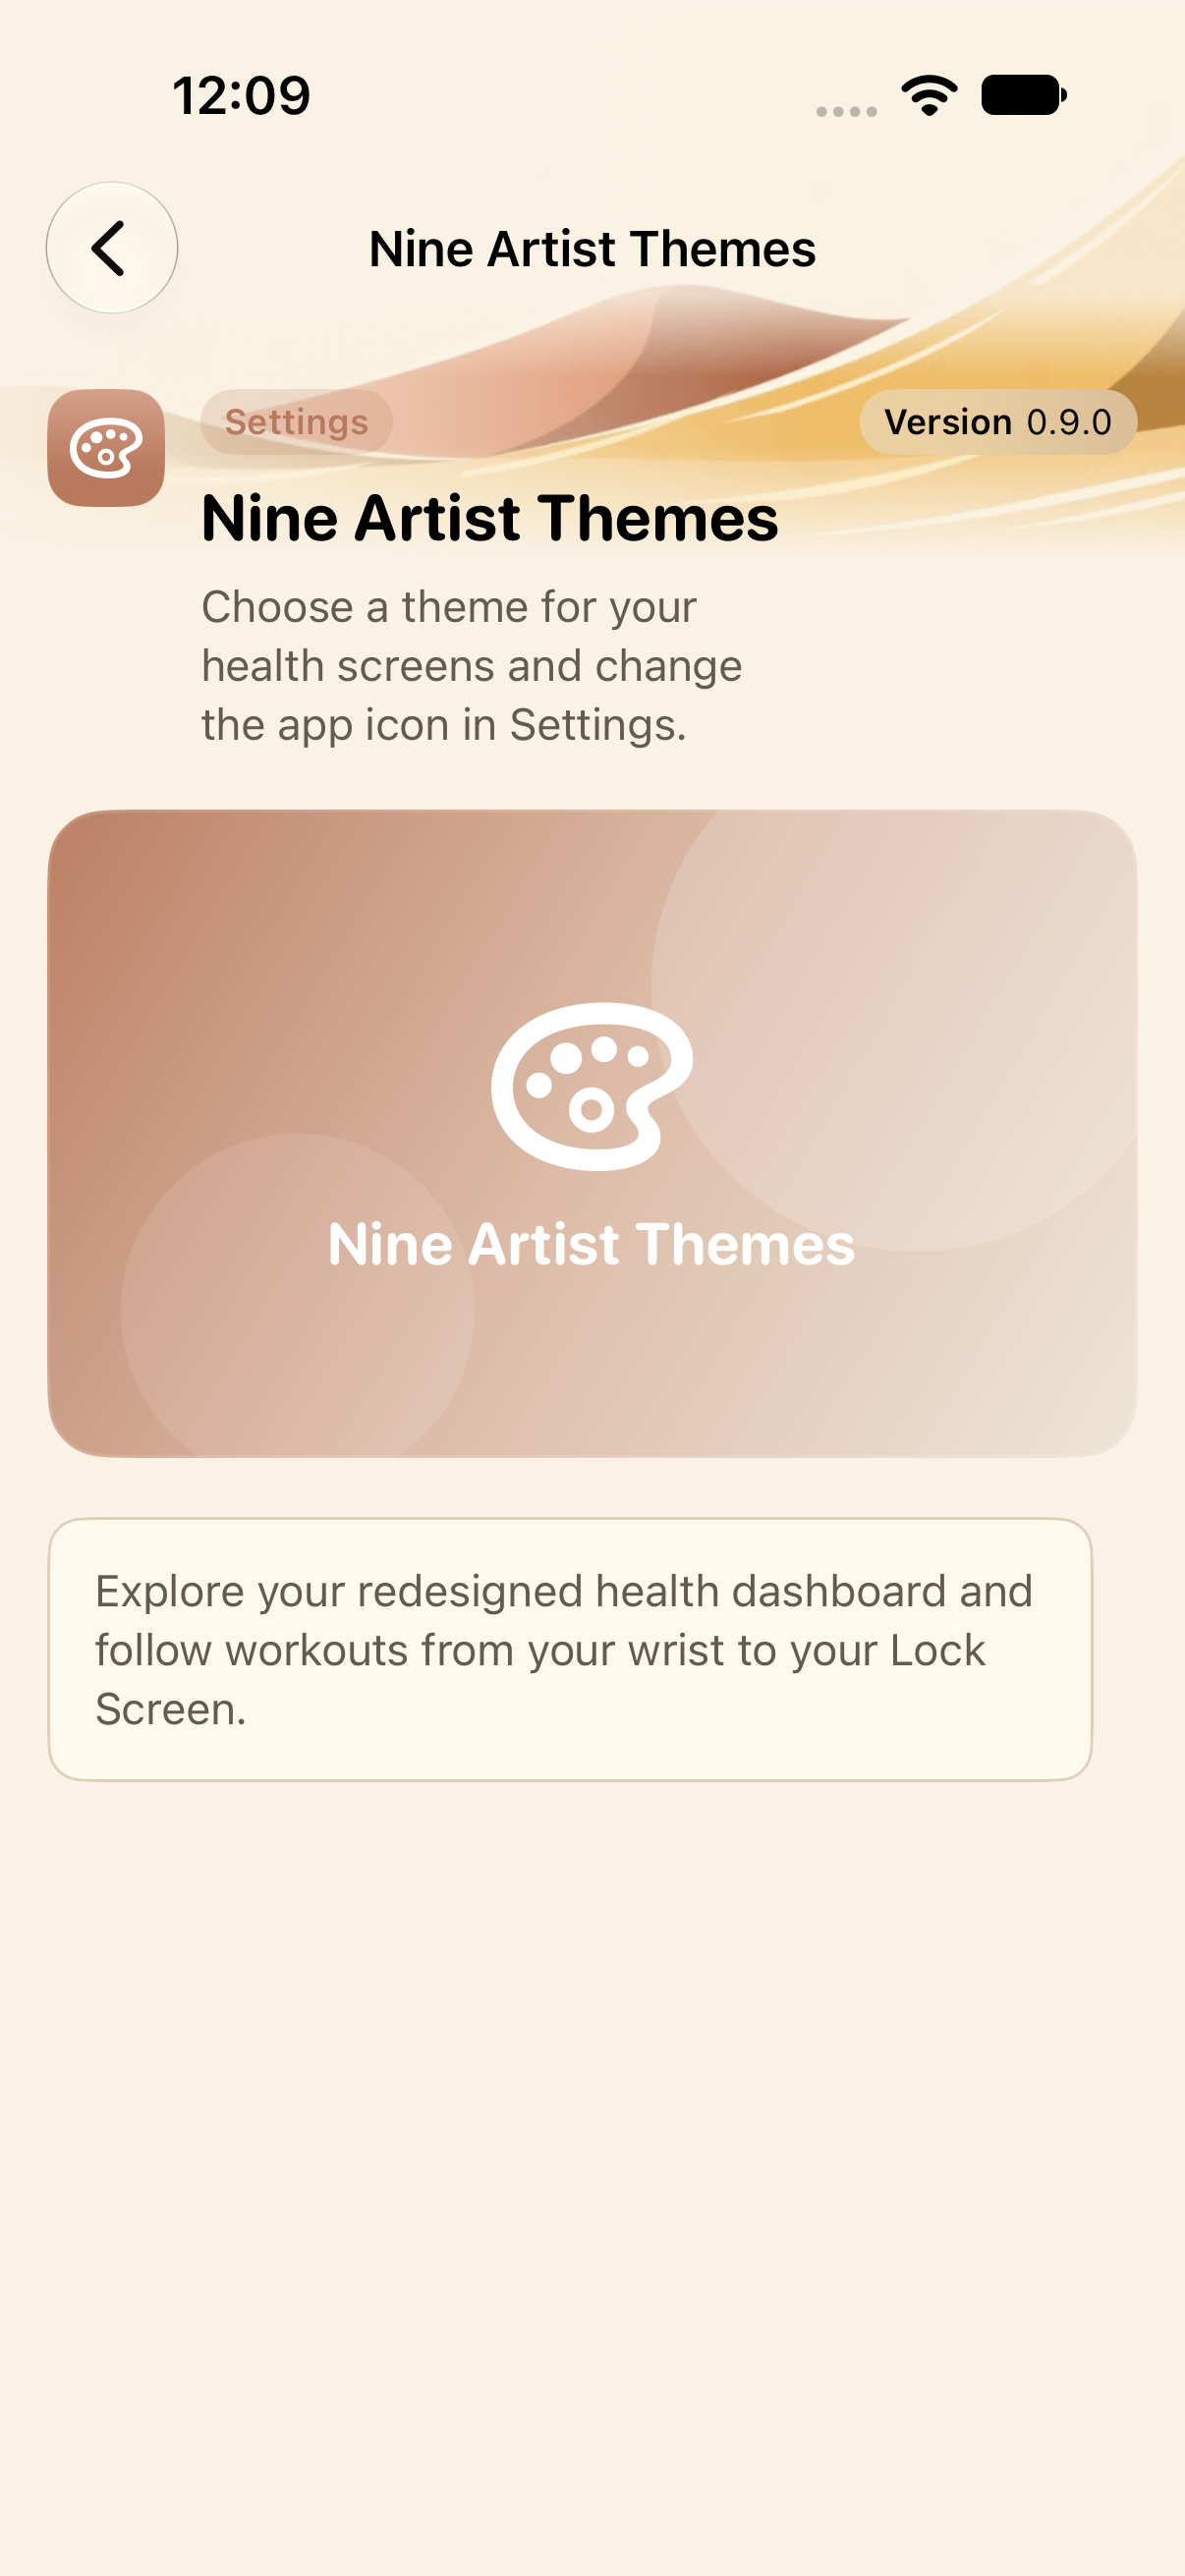 12:09
Nine Artist Themes
Settings
Version 0.9.0
Nine Artist Themes
Choose a theme for your
health screens and change
the app icon in Settings.
Nine Artist Themes
Explore your redesigned health dashboard and
follow workouts from your wrist to your Lock
Screen.